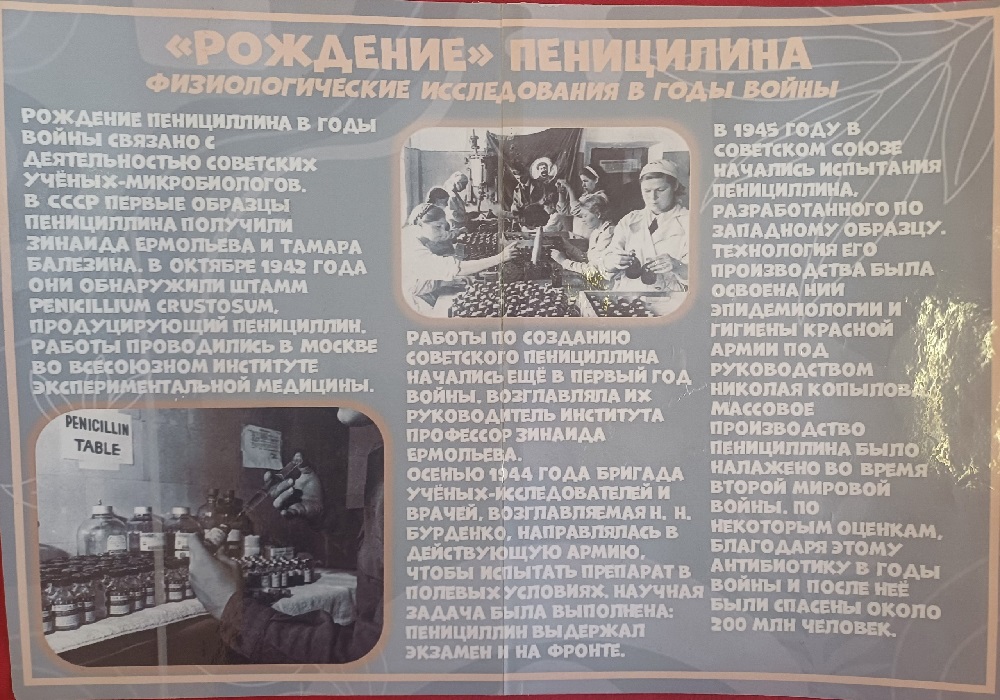 «РОЖДЕНИЕ» ПЕНИЦИЛИНА
ФИЗИОЛОГИЧЕСКИЕ ИССЛЕДОВАНИЯ В ГОДЫ ВОЙНЫ
РОЖДЕНИЕ ПЕНИЦИЛЛИНА В ГОДЫ
ВОЙНЫ СВЯЗАНО С
ДЕЯТЕЛЬНОСТЬЮ СОВЕТСКИХ
УЧЁНЫХ-МИКРОБИОЛОГОВ.
В СССР ПЕРВЫЕ ОБРАЗЦЫ
ПЕНИЦИЛЛИНА ПОЛУЧИЛИ
ЗИНАИДА ЕРМОЛЬЕВА И ТАМАРА
БАЛЕЗИНА. В ОКТЯБРЕ 1942 ГОДА
ОНИ ОБНАРУЖИЛИ ШТАММ
PENICILLIUM CRUSTOSUM,
ПРОДУЦИРУЮЩИЙ ПЕНИЦИЛЛИН.
РАБОТЫ ПРОВОДИЛИСЬ В МОСКВЕ
ВО ВСЕСОЮЗНОМ ИНСТИТУТЕ
ЭКСПЕРИМЕНТАЛЬНОЙ МЕДИЦИНЫ.
PENICILLIN
TABLE
РАБОТЫ ПО СОЗДАНИЮ
СОВЕТСКОГО ПЕНИЦИЛЛИНА
НАЧАЛИСЬ ЕЩЁ В ПЕРВЫЙ ГОД
ВОЙНЫ. ВОЗГЛАВЛЯЛА ИХ
РУКОВОДИТЕЛЬ ИНСТИТУТА
ПРОФЕССОР ЗИНАИДА
ЕРМОЛЬЕВА.
ОСЕНЬЮ 1944 ГОДА БРИГАДА
УЧЁНЫХ-ИССЛЕДОВАТЕЛЕЙ И
ВРАЧЕЙ, ВОЗГЛАВЛЯЕМАЯ Н. Н.
БУРДЕНКО, НАПРАВЛЯЛАСЬ В
ДЕЙСТВУЮЩУЮ АРМИЮ,
ЧТОБЫ ИСПЫТАТЬ ПРЕПАРАТ В
ПОЛЕВЫХ УСЛОВИЯХ. НАУЧНАЯ
ЗАДАЧА БЫЛА ВЫПОЛНЕНА:
ПЕНИЦИЛЛИН ВЫДЕРЖАЛ
ЭКЗАМЕН И НА ФРОНТЕ.
В 1945 ГОДУ В
СОВЕТСКОМ СОЮЗЕ
НАЧАЛИСЬ ИСПЫТАНИЯ
ПЕНИЦИЛЛИНА,
РАЗРАБОТАННОГО ПО
ЗАПАДНОМУ ОБРАЗЦУ.
ТЕХНОЛОГИЯ ЕГО
ПРОИЗВОДСТВА БЫЛА
ОСВОЕНА НИИ
ЭПИДЕМИОЛОГИИ И
ГИГИЕНЫ КРАСНОЙ
АРМИИ ПОД
РУКОВОДСТВОМ
НИКОЛАЯ КОПЫЛОВА
МАССОВОЕ
ПРОИЗВОДСТВО
ПЕНИЦИЛЛИНА БЫЛО
НАЛАЖЕНО ВО ВРЕМЯ
ВТОРОЙ МИРОВОЙ
ВОЙНЫ. ПО
НЕКОТОРЫМ ОЦЕНКАМ,
БЛАГОДАРЯ ЭТОМУ
АНТИБИОТИКУ В ГОДЫ
ВОЙНЫ И ПОСЛЕ НЕЁ
БЫЛИ СПАСЕНЫ ОКОЛО
200 МЛН ЧЕЛОВЕК.